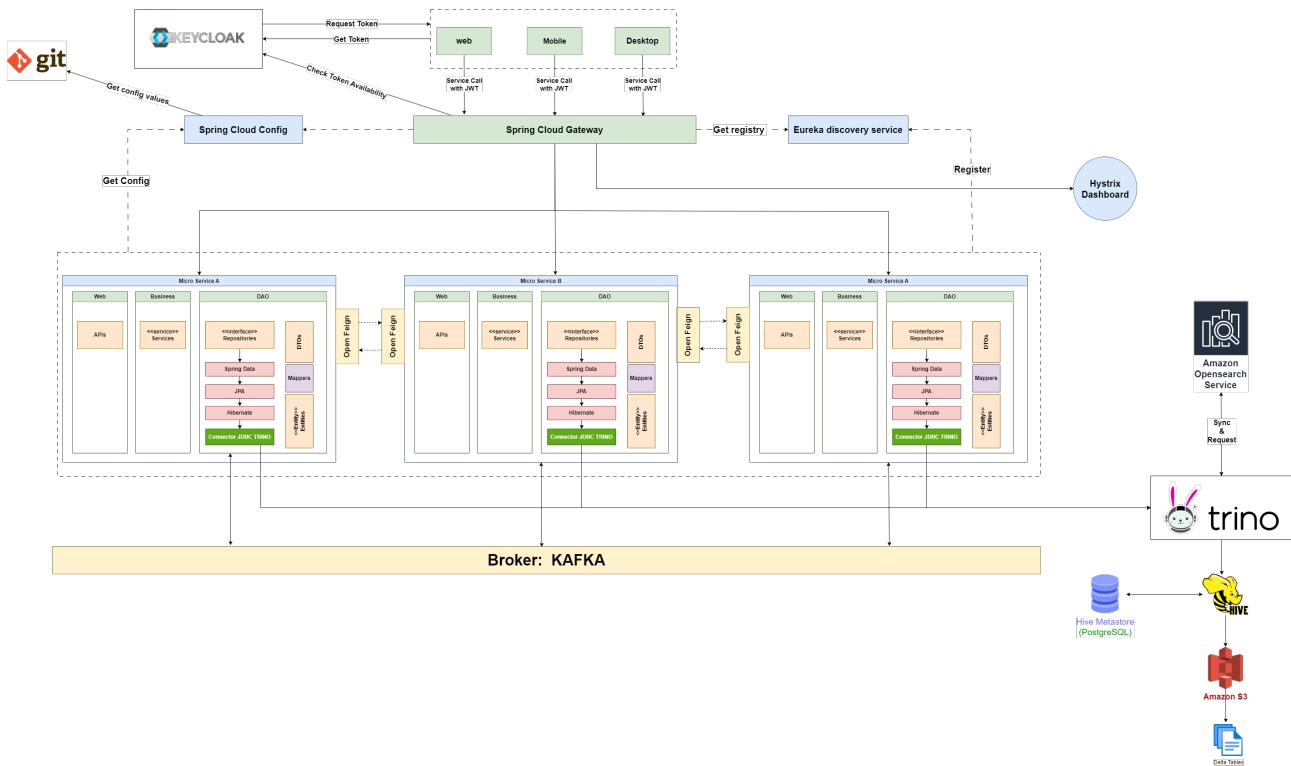 KEYCLOAK
Request Token
Get Token
web
Mobile
Desktop
git
Get config values
Check Token Availability
Service Call
with JWT
Service Call
with JWT
Service Call
with JWT
Spring Cloud Config
Spring Cloud Gateway
Get registry
Eureka discovery service
Get Config
Register
Hystrix
Dashboard
Micro Service A
Web
Business
DAO
APIs
<<service>>
Services
<<interface>>
Repositories
DTOs
Spring Data
Mappers
JPA
Hibernate
<<Entity>>
Entities
Connector JDBC TRINO
Open Feign
Open Feign
Micro Service B
Web
Business
DAO
APIs
<<service>>
Services
<<interface>>
Repositories
DTOs
Spring Data
Mappers
JPA
Hibernate
<<Entity>>
Entities
Connector JDBC TRINO
Open Feign
Open Feign
Micro Service A
Web
Business
DAO
APIs
<<service>>
Services
<<interface>>
Repositories
DTOs
Spring Data
Mappers
JPA
Hibernate
<<Entity>>
Entities
Connector JDBC TRINO
Amazon
Opensearch
Service
Sync
&
Request
trino
Broker: KAFKA
HIVE
Hive Metastore
(PostgreSQL)
Amazon S3
Delta Tables